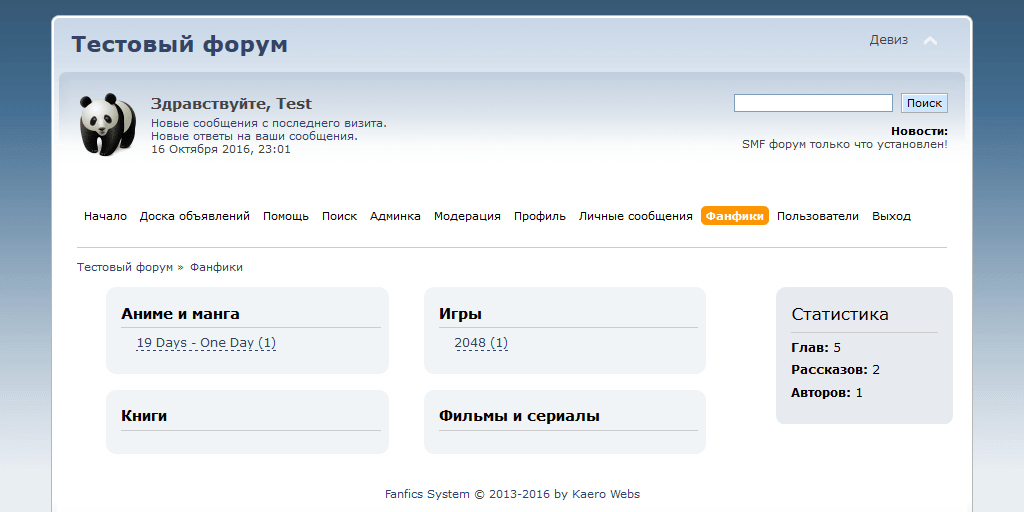 Тестовый форум
Девиз
Здравствуйте, Test
Новые сообщения с последнего визита.
Новые ответы на ваши сообщения.
16 Октября 2016, 23:01
Поиск
Новости:
SMF форум только что установлен!
Начало Доска объявлений Помощь Поиск Админка Модерация Профиль Личные сообщения Фанфики Пользователи Выход
Тестовый форум » Фанфики
Аниме и манга
19 Days - One Day (1)
Игры
2048 (1)
Книги
Фильмы и сериалы
Статистика
Глав: 5
Рассказов: 2
Авторов: 1
Fanfics System © 2013-2016 by Kaero Webs